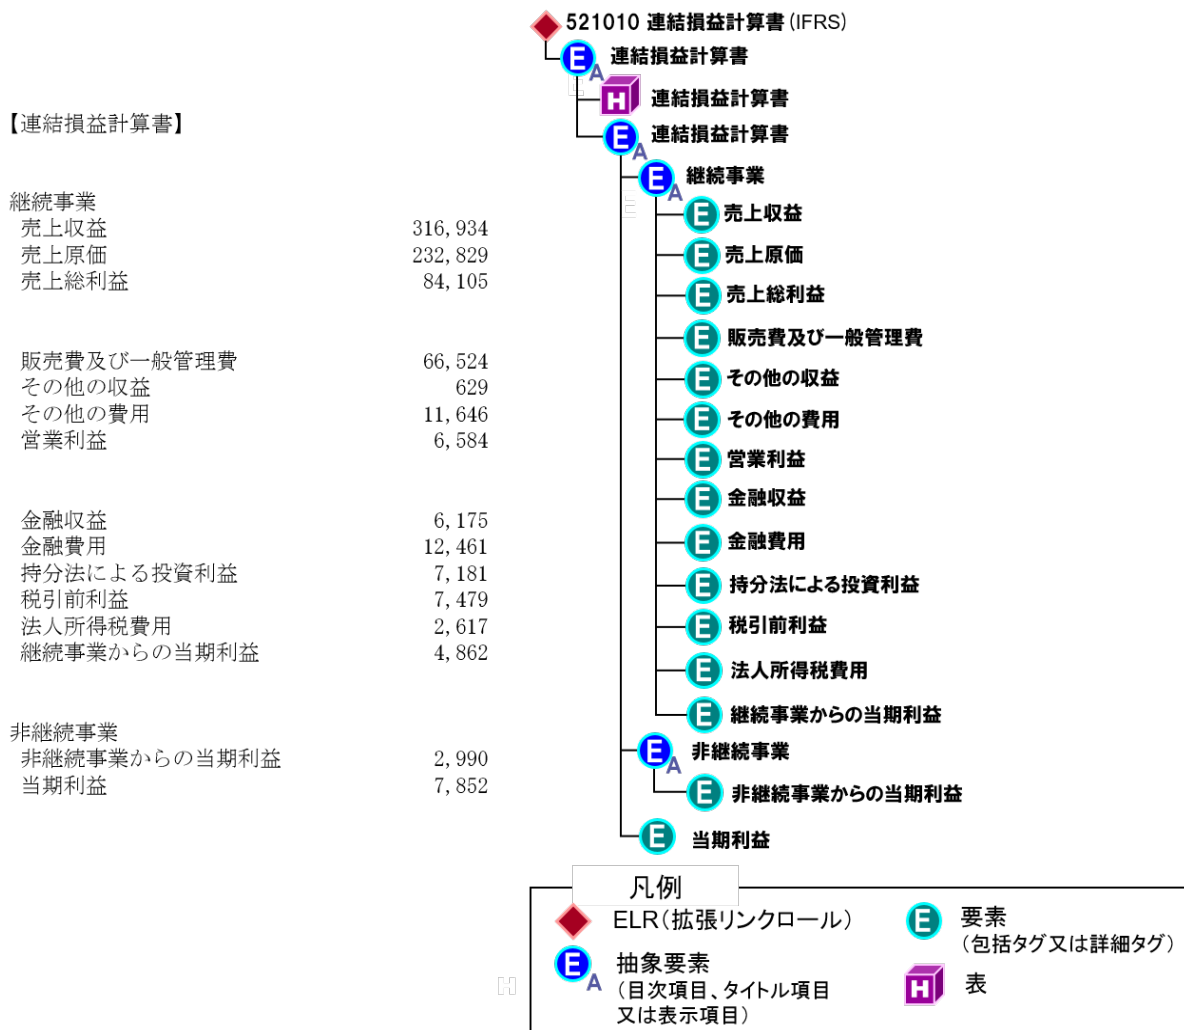 521010 連結損益計算書(IFRS)
連結損益計算書
連結損益計算書
連結損益計算書
継続事業
売上収益
売上原価
売上総利益
販売費及び一般管理費
その他の収益
その他の費用
営業利益
金融収益
金融費用
持分法による投資利益
税引前利益
法人所得税費用
継続事業からの当期利益
非継続事業
非継続事業からの当期利益
当期利益
【連結損益計算書】
継続事業
売上収益 316,934
売上原価 232,829
売上総利益 84,105
販売費及び一般管理費 66,524
その他の収益 629
その他の費用 11,646
営業利益 6,584
金融収益 6,175
金融費用 12,461
持分法による投資利益 7,181
税引前利益 7,479
法人所得税費用 2,617
継続事業からの当期利益 4,862
非継続事業
非継続事業からの当期利益 2,990
当期利益 7,852
凡例
ELR(拡張リンクロール)
E A 抽象要素
(目次項目、タイトル項目
又は表示項目)
E 要素
(包括タグ又は詳細タグ)
H 表